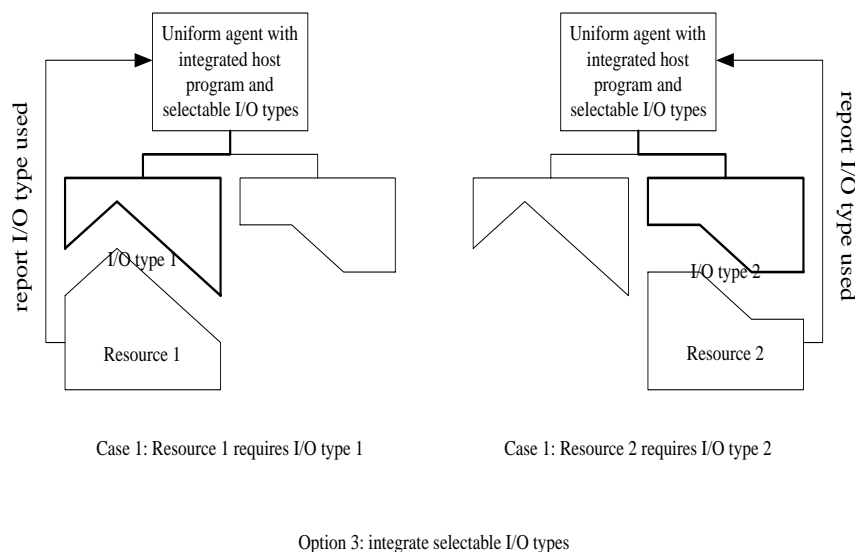 Uniform agent with
integrated host
program and
selectable I/O types
report I/O type used
I/O type 1
Resource 1
Case 1: Resource 1 requires I/O type 1
Uniform agent with
integrated host
program and
selectable I/O types
report I/O type used
I/O type 2
Resource 2
Case 1: Resource 2 requires I/O type 2
Option 3: integrate selectable I/O types